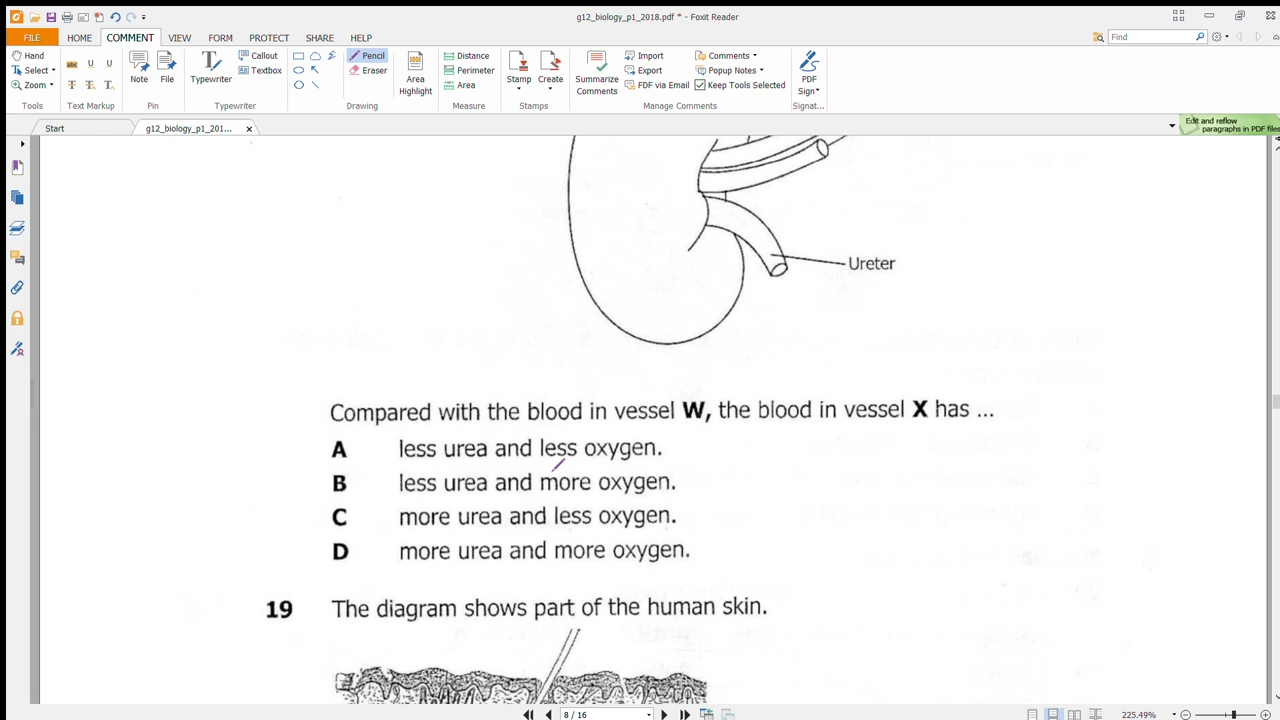 g12_biology_p1_2018.pdf * - Foxit Reader
FILE HOME COMMENT VIEW FORM PROTECT SHARE HELP
Find
Hand
Select
Zoom
Tools
Text Markup
Note
File
Pin
Typewriter
Callout
Textbox
Typewriter
Pencil
Eraser
Drawing
Area Highlight
Distance
Perimeter
Area
Measure
Stamp
Create
Stamps
Summarize Comments
Import
Export
FDF via Email
Comments
Popup Notes
Keep Tools Selected
Manage Comments
PDF Sign
Signat...
Start
g12_biology_p1_201...
Edit and reflow
paragraphs in PDF files
Ureter
Compared with the blood in vessel W, the blood in vessel X has ...
A less urea and less oxygen.
B less urea and more oxygen.
C more urea and less oxygen.
D more urea and more oxygen.
19 The diagram shows part of the human skin.
8 / 16
225.49%